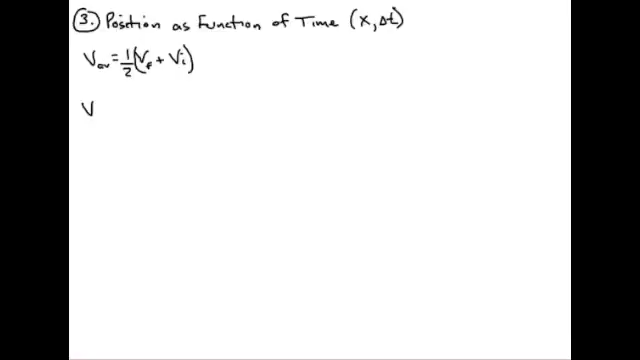 3. Position as Function of Time (x, Δt)
Vav = 1/2 (Vf + Vi)
V